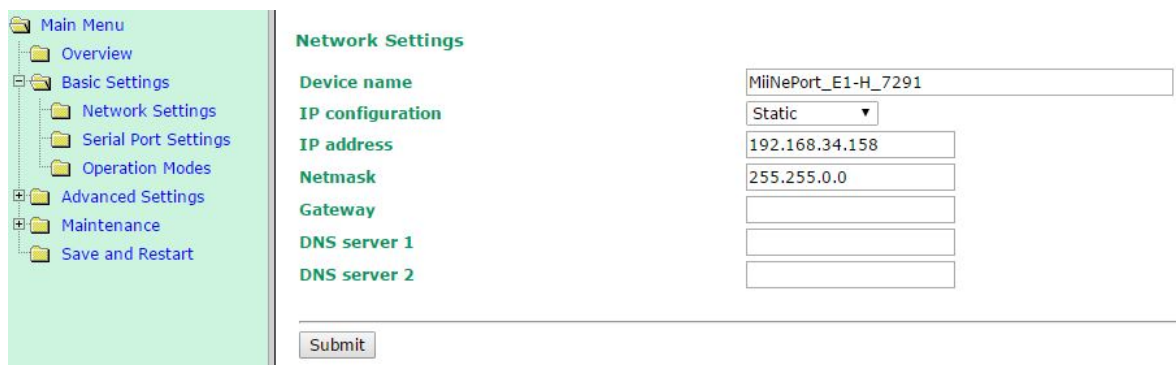 Main Menu
Overview
Basic Settings
Network Settings
Serial Port Settings
Operation Modes
Advanced Settings
Maintenance
Save and Restart
Network Settings
Device name MiiNePort_E1-H_7291
IP configuration Static
IP address 192.168.34.158
Netmask 255.255.0.0
Gateway
DNS server 1
DNS server 2
Submit